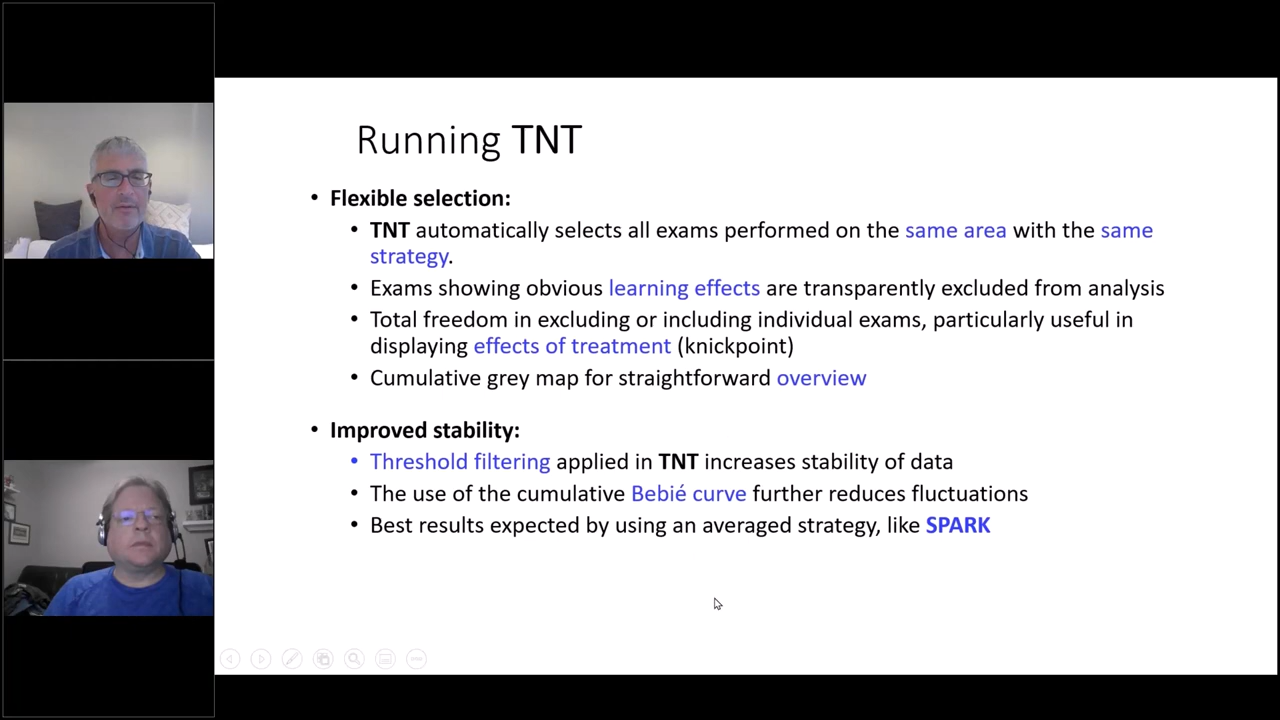 Running TNT
• Flexible selection:
• TNT automatically selects all exams performed on the same area with the same
strategy.
• Exams showing obvious learning effects are transparently excluded from analysis
• Total freedom in excluding or including individual exams, particularly useful in
displaying effects of treatment (knickpoint)
• Cumulative grey map for straightforward overview
• Improved stability:
• Threshold filtering applied in TNT increases stability of data
• The use of the cumulative Bebié curve further reduces fluctuations
• Best results expected by using an averaged strategy, like SPARK